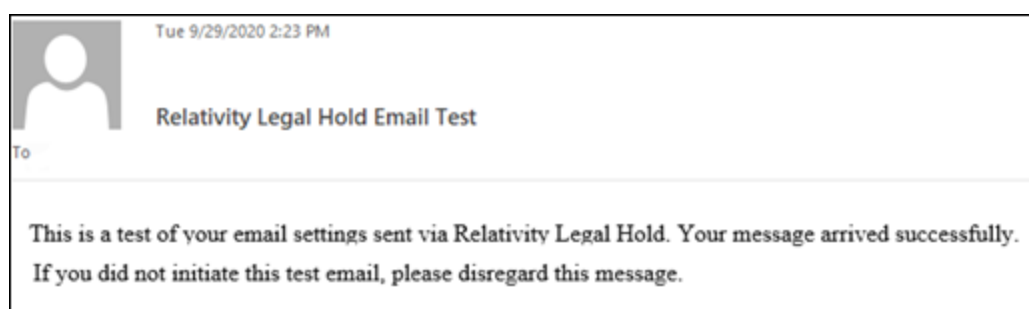 Tue 9/29/2020 2:23 PM
Relativity Legal Hold Email Test
To
This is a test of your email settings sent via Relativity Legal Hold. Your message arrived successfully.
If you did not initiate this test email, please disregard this message.